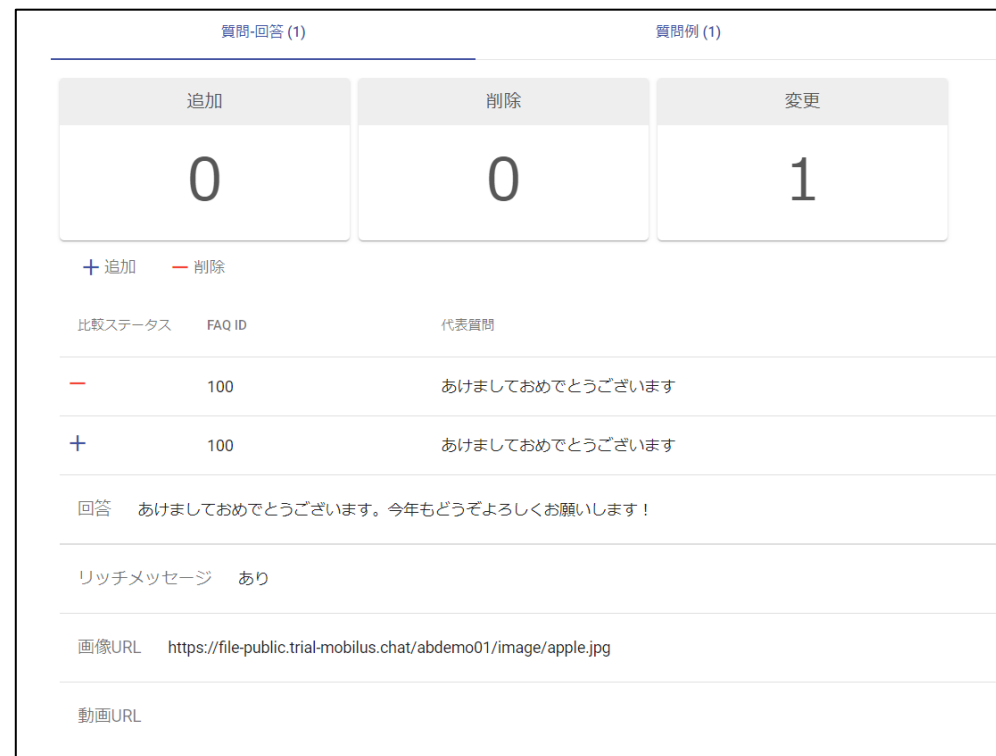 質問-回答 (1) 質問例 (1)
追加 削除 変更
0 0 1
+ 追加 − 削除
比較ステータス FAQ ID 代表質問
− 100 あけましておめでとうございます
+ 100 あけましておめでとうございます
回答 あけましておめでとうございます。今年もどうぞよろしくお願いします！
リッチメッセージ あり
画像URL https://file-public.trial-mobilus.chat/abdemo01/image/apple.jpg
動画URL